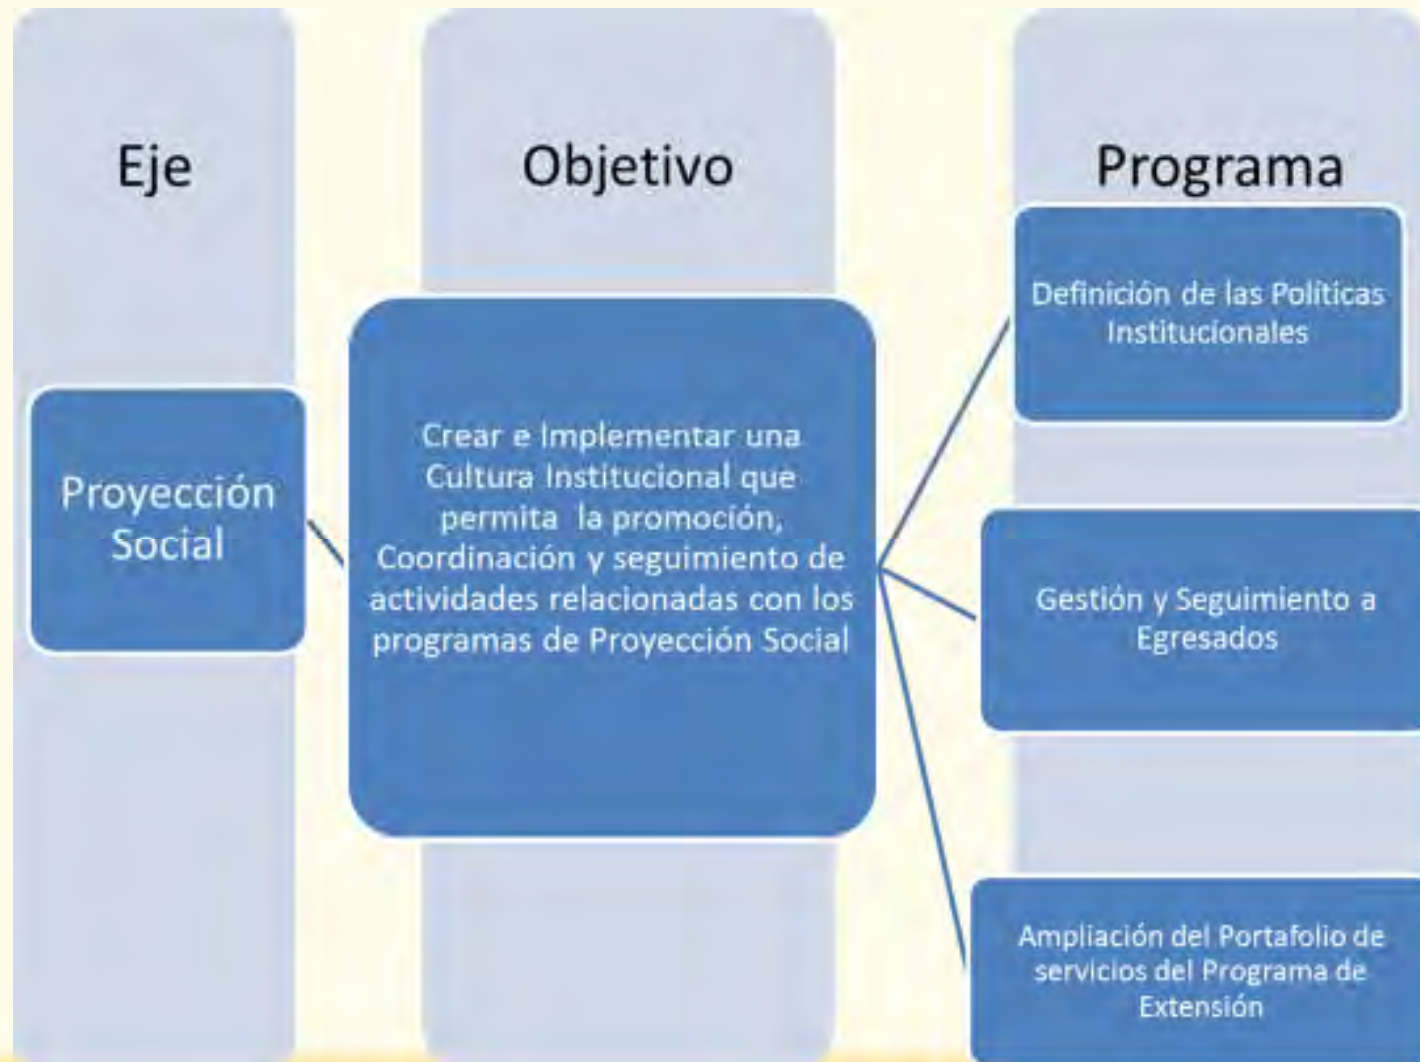 Eje
Objetivo
Programa
Proyección
Social
Crear e Implementar una
Cultura Institucional que
permita la promoción,
Coordinación y seguimiento de
actividades relacionadas con los
programas de Proyección Social
Definición de las Políticas
Institucionales
Gestión y Seguimiento a
Egresados
Ampliación del Portafolio de
servicios del Programa de
Extensión